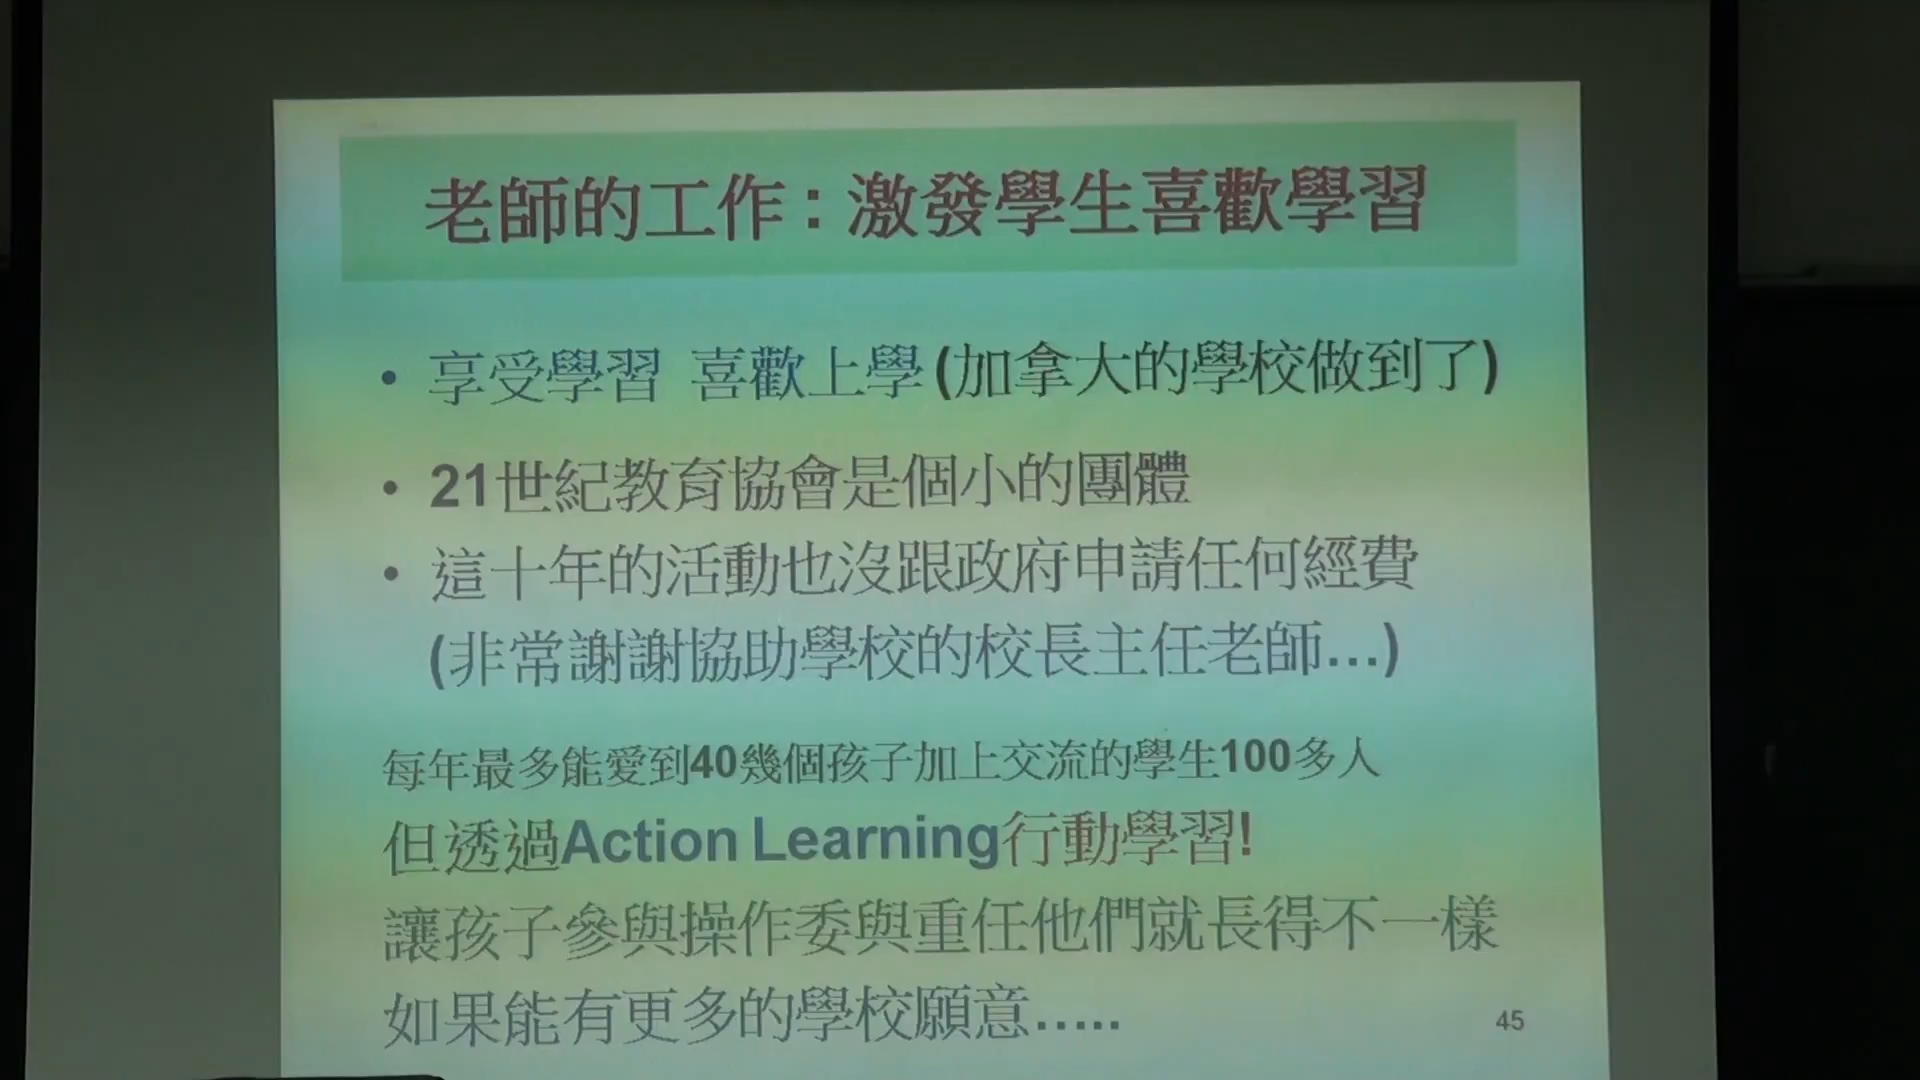 老師的工作：激發學生喜歡學習
• 享受學習 喜歡上學(加拿大的學校做到了)
• 21世紀教育協會是個小的團體
• 這十年的活動也沒跟政府申請任何經費
(非常謝謝協助學校的校長主任老師...)
每年最多能愛到40幾個孩子加上交流的學生100多人
但透過Action Learning行動學習!
讓孩子參與操作委與重任他們就長得不一樣
如果能有更多的學校願意.....
45